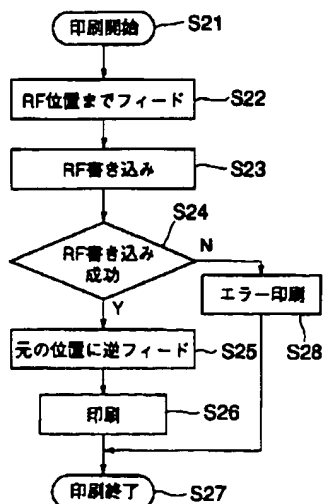 印刷開始 S21
RF位置までフィード S22
RF書き込み S23
S24
RF書き込み
成功
N
Y
エラー印刷
S28
元の位置に逆フィード S25
印刷 S26
印刷終了 S27